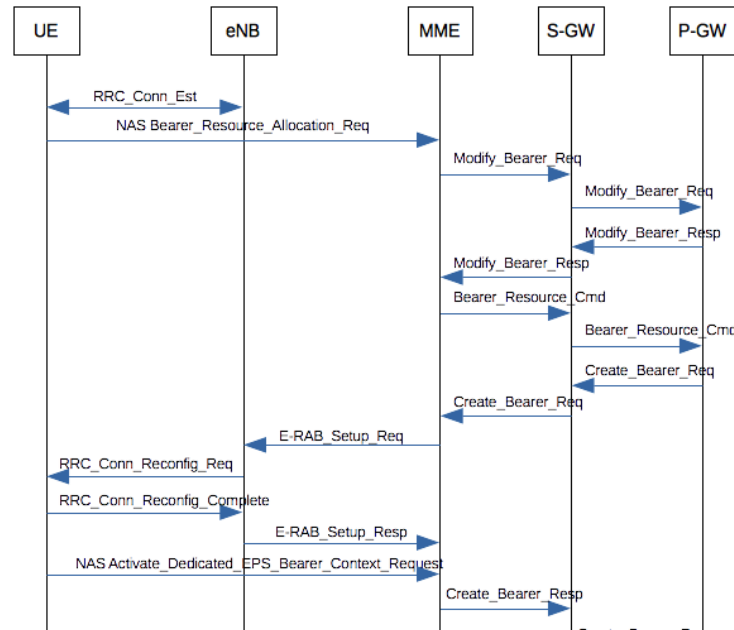 UE
eNB
MME
S-GW
P-GW
RRC_Conn_Est
NAS Bearer_Resource_Allocation_Req
Modify_Bearer_Req
Modify_Bearer_Req
Modify_Bearer_Resp
Modify_Bearer_Resp
Bearer_Resource_Cmd
Bearer_Resource_Cmd
Create_Bearer_Req
Create_Bearer_Req
E-RAB_Setup_Req
RRC_Conn_Reconfig_Req
RRC_Conn_Reconfig_Complete
E-RAB_Setup_Resp
NAS Activate_Dedicated_EPS_Bearer_Context_Request
Create_Bearer_Resp